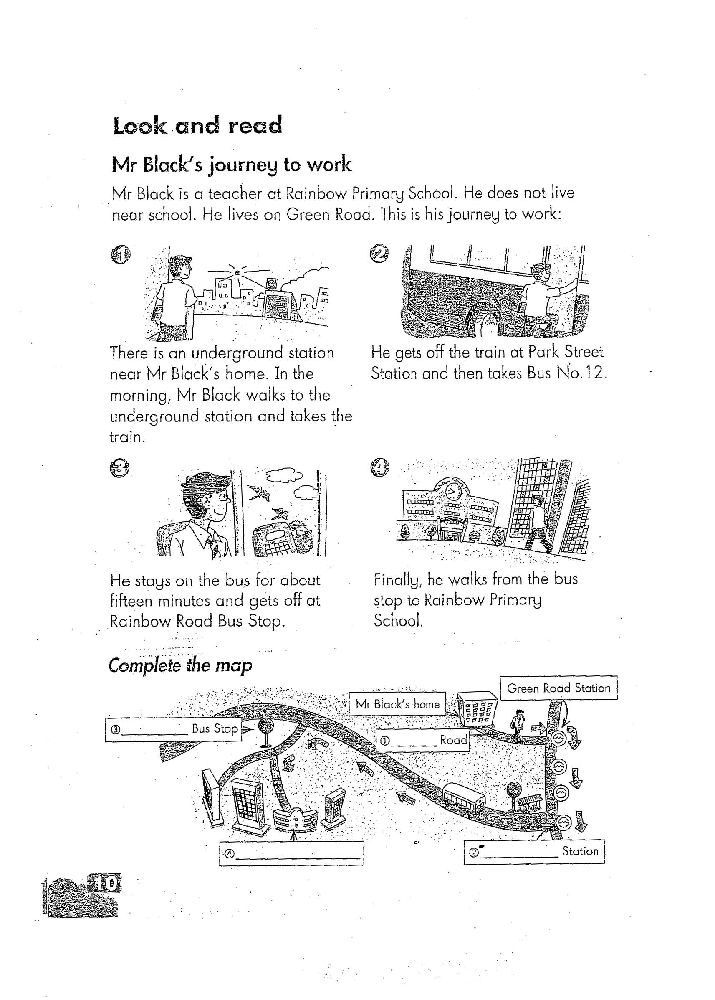 Look and read
Mr Black's journey to work
Mr Black is a teacher at Rainbow Primary School. He does not live
near school. He lives on Green Road. This is his journey to work:
1
There is an underground station
near Mr Black's home. In the
morning, Mr Black walks to the
underground station and takes the
train.
2
He gets off the train at Park Street
Station and then takes Bus No.12.
3
He stays on the bus for about
fifteen minutes and gets off at
Rainbow Road Bus Stop.
4
Finally, he walks from the bus
stop to Rainbow Primary
School.
Complete the map
Green Road Station
Mr Black's home
③__________ Bus Stop
①_______ Road
④__________________
②___________ Station
10